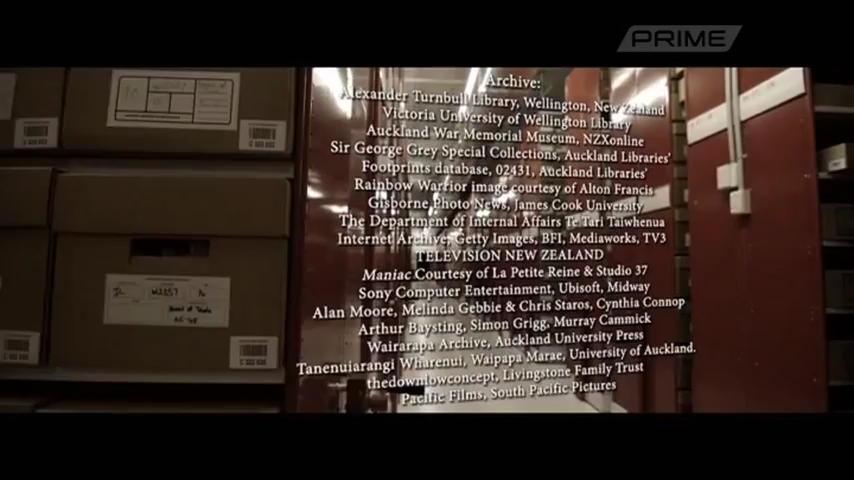 PRIME
Archive:
Alexander Turnbull Library, Wellington, New Zealand
Victoria University of Wellington Library
Auckland War Memorial Museum, NZXonline
Sir George Grey Special Collections, Auckland Libraries'
Footprints database, 02431, Auckland Libraries'
Rainbow Warrior image courtesy of Alton Francis
Gisborne Photo News, James Cook University
The Department of Internal Affairs Te Tari Taiwhenua
Internet Archive, Getty Images, BFI, Mediaworks, TV3
TELEVISION NEW ZEALAND
Maniac Courtesy of La Petite Reine & Studio 37
Sony Computer Entertainment, Ubisoft, Midway
Alan Moore, Melinda Gebbie & Chris Staros, Cynthia Connop
Arthur Baysting, Simon Grigg, Murray Cammick
Wairarapa Archive, Auckland University Press
Tanenuiarangi Wharenui, Waipapa Marae, University of Auckland.
thedownlowconcept, Livingstone Family Trust
Pacific Films, South Pacific Pictures
W2357